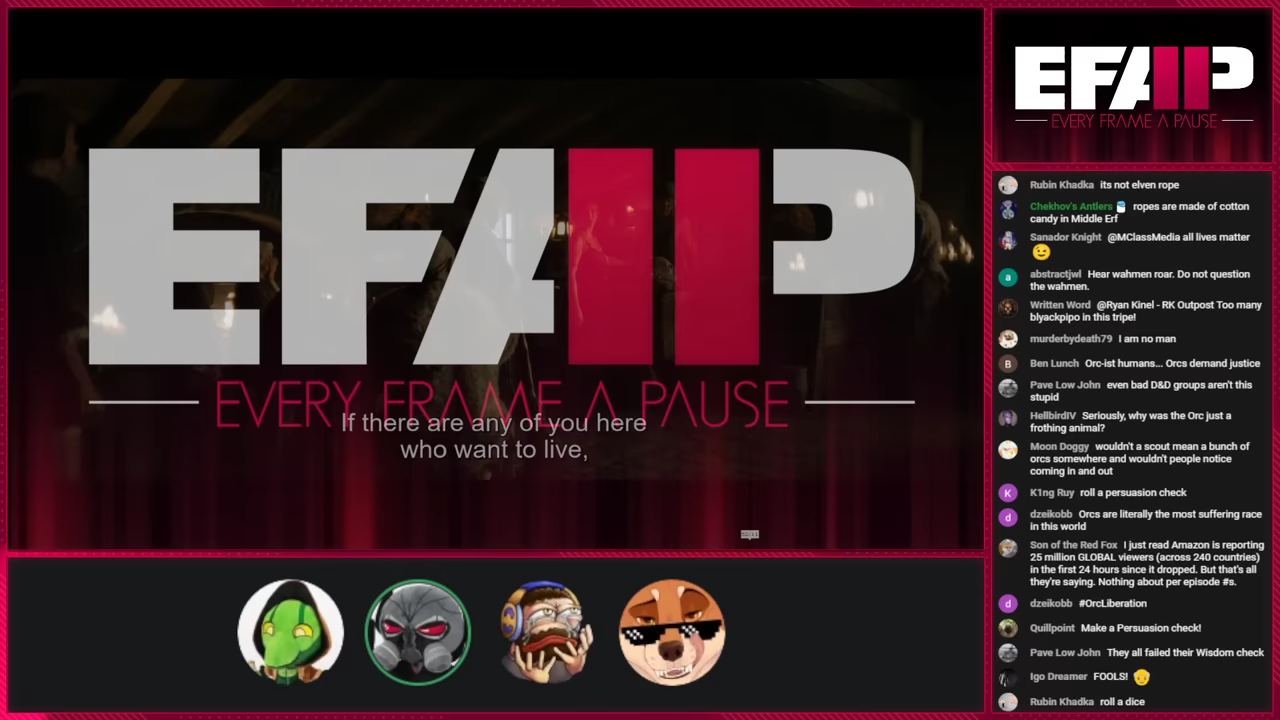 EFAP
EVERY FRAME A PAUSE
If there are any of you here
who want to live,
EFAP
EVERY FRAME A PAUSE
Rubin Khadka its not elven rope
Chekhov's Antlers ropes are made of cotton
candy in Middle Erf
Sanador Knight @MClassMedia all lives matter
a abstractjwl Hear wahmen roar. Do not question
the wahmen.
Written Word @Ryan Kinel - RK Outpost Too many
blyackpipo in this tripe!
murderbydeath79 I am no man
B Ben Lunch Orc-ist humans... Orcs demand justice
Pave Low John even bad D&D groups aren't this
stupid
HellbirdIV Seriously, why was the Orc just a
frothing animal?
Moon Doggy wouldn't a scout mean a bunch of
orcs somewhere and wouldn't people notice
coming in and out
K K1ng Ruy roll a persuasion check
d dzeikobb Orcs are literally the most suffering race
in this world
Son of the Red Fox I just read Amazon is reporting
25 million GLOBAL viewers (across 240 countries)
in the first 24 hours since it dropped. But that's all
they're saying. Nothing about per episode #s.
d dzeikobb #OrcLiberation
Quillpoint Make a Persuasion check!
Pave Low John They all failed their Wisdom check
Igo Dreamer FOOLS!
Rubin Khadka roll a dice